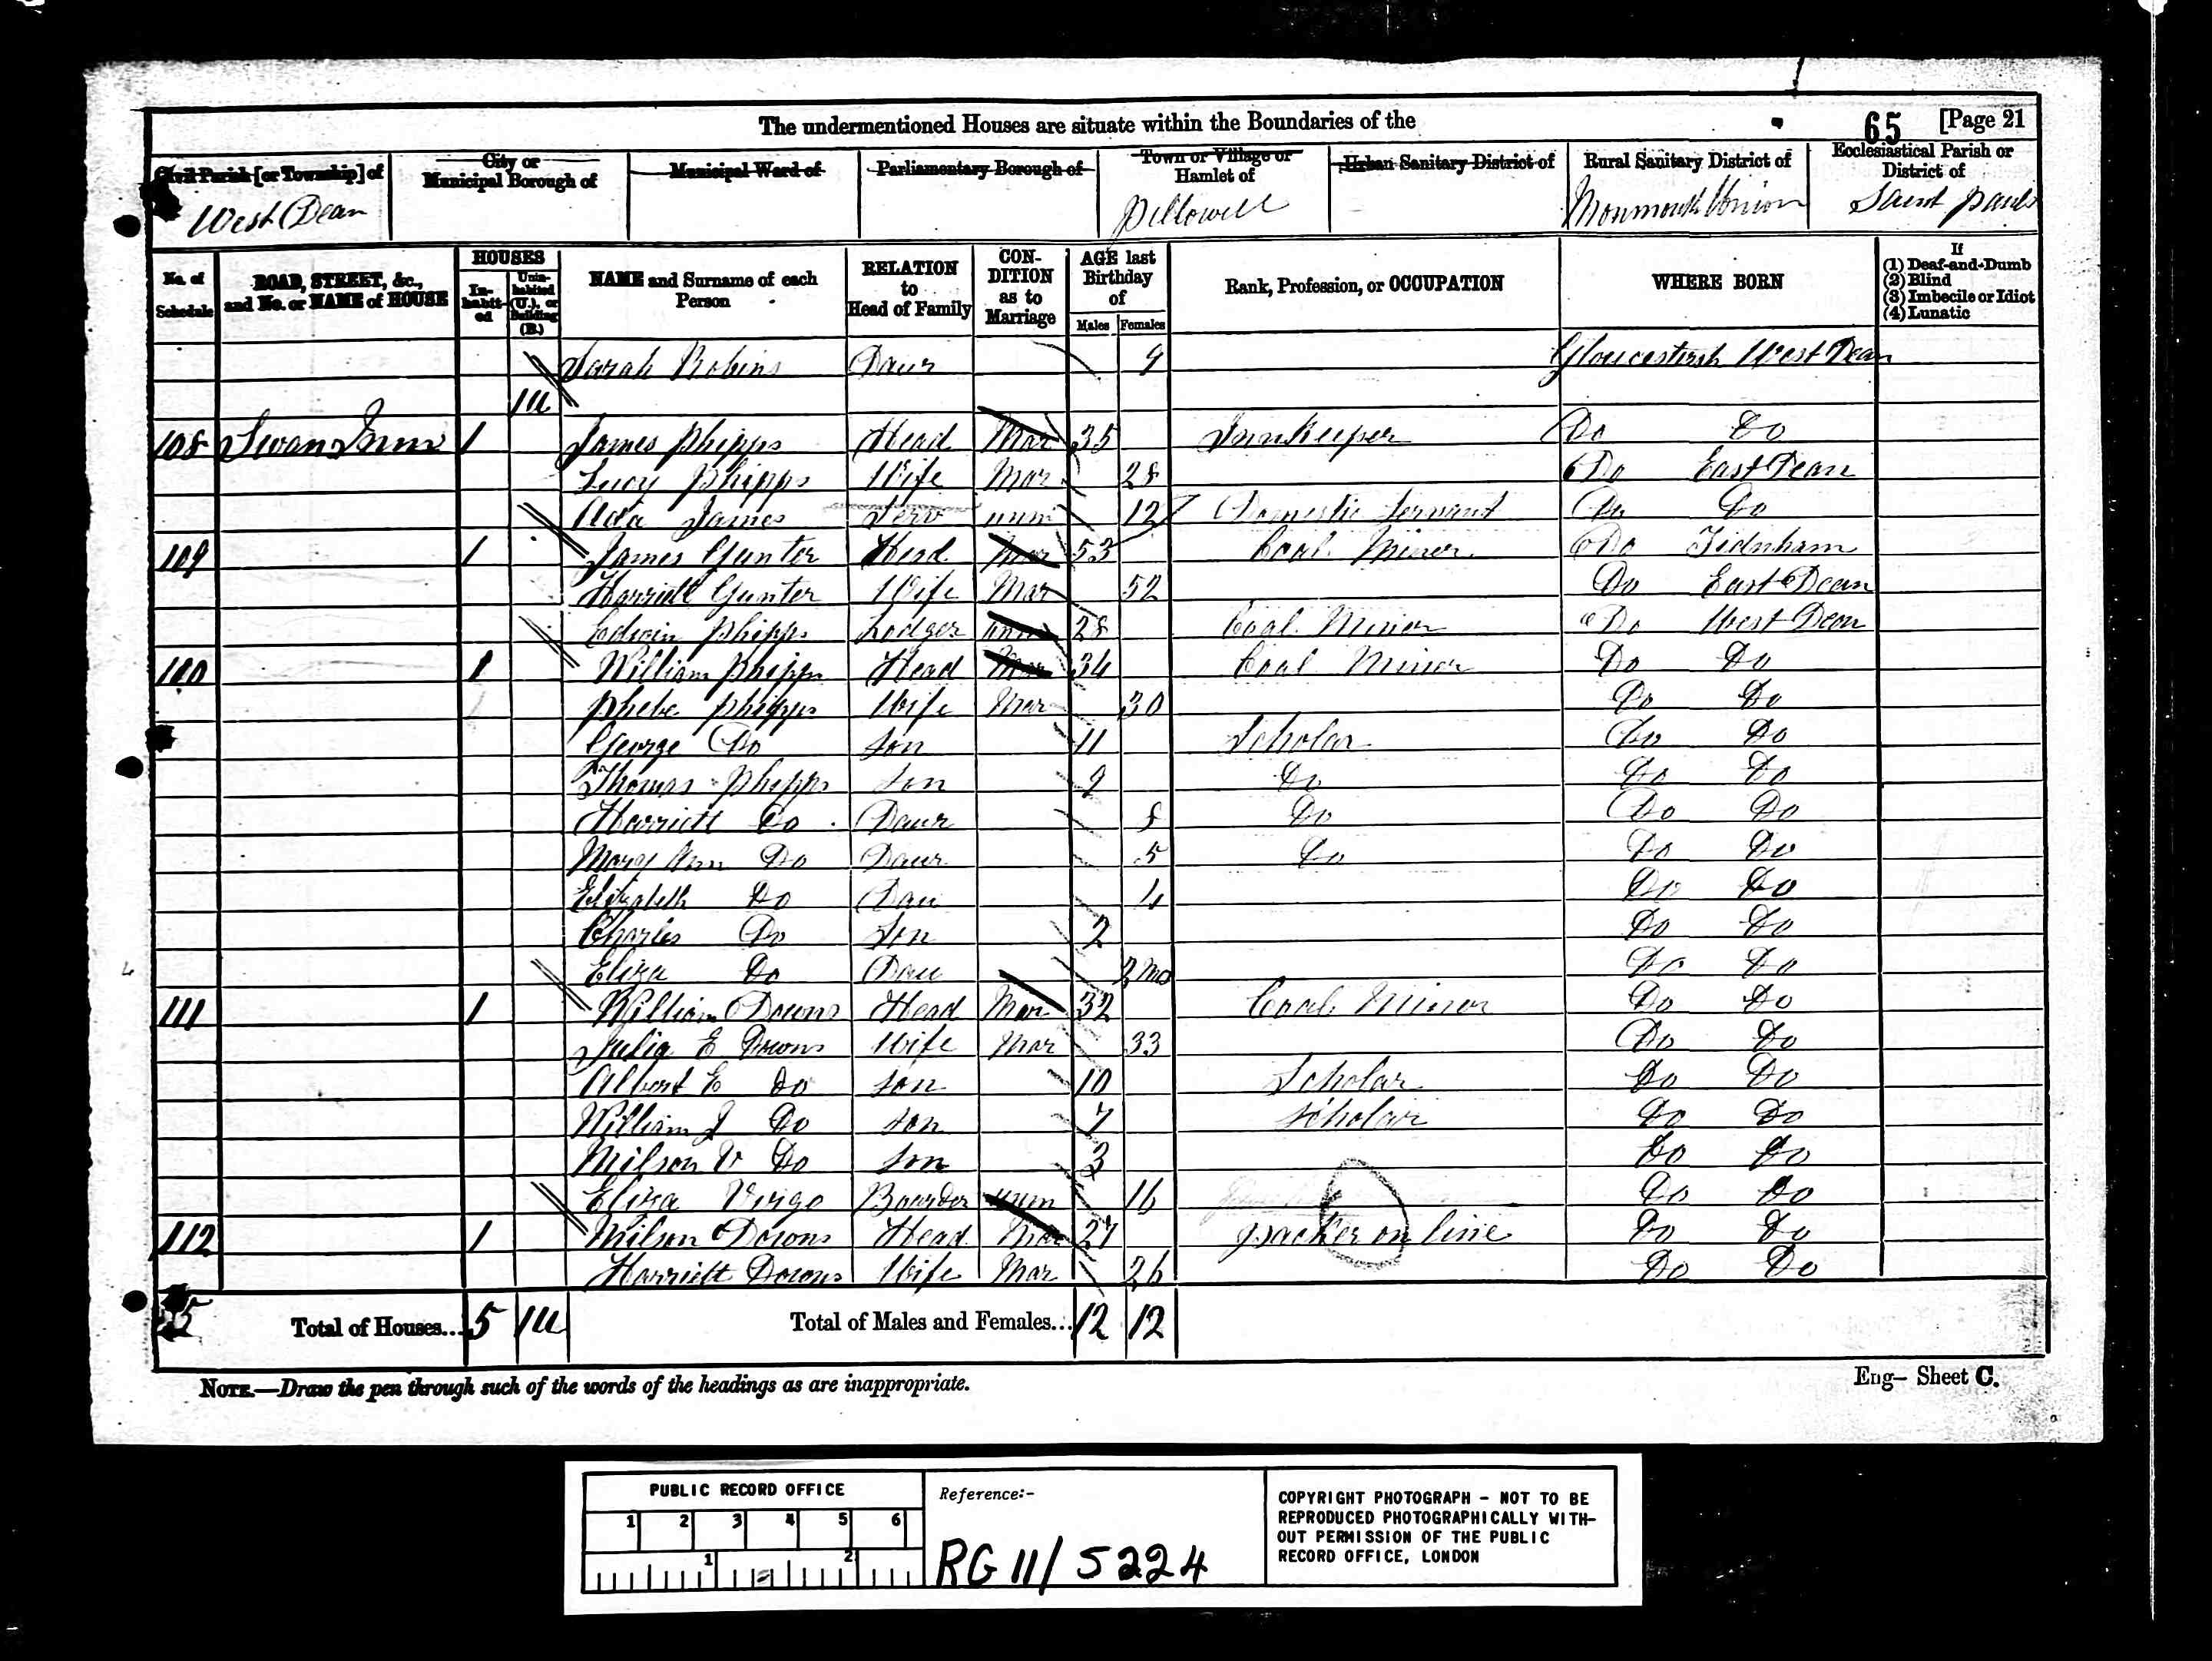 The undermentioned Houses are situate within the Boundaries of the
65 [Page 21
Civil Parish [or Township] of
West Dean
City or Municipal Borough of
Municipal Ward of
Parliamentary Borough of
Town or Village or Hamlet of
Pillowell
Urban Sanitary District of
Rural Sanitary District of
Monmouth Union
Ecclesiastical Parish or District of
Saint Pauls
No. of Schedule
ROAD, STREET, &c., and No. or NAME of HOUSE
HOUSES
Inhabited
Uninhabited (U.), or Building (B.)
NAME and Surname of each Person
RELATION to Head of Family
CONDITION as to Marriage
AGE last Birthday of
Males Females
Rank, Profession, or OCCUPATION
WHERE BORN
If
(1) Deaf-and-Dumb
(2) Blind
(3) Imbecile or Idiot
(4) Lunatic
Sarah Robins Daur 9 Gloucestersh West Dean
1U
108 Swan Inn 1 James Phipps Head Mar 35 Innkeeper Do Do
Lucy Phipps Wife Mar 28 Do East Dean
Ada James Serv unm 12 Domestic Servant Do Do
109 1 James Gunter Head Mar 53 Coal Minor Do Tidnham
Harriett Gunter Wife Mar 52 Do East Dean
Edwin Phipps Lodger unm 28 Coal Minor Do West Dean
110 1 William Phipps Head Mar 34 Coal Minor Do Do
Phebe Phipps Wife Mar 30 Do Do
George Do Son 11 Scholar Do Do
Thomas Phipps Son 9 Do Do Do
Harriett Do Daur 8 Do Do Do
Mary Ann Do Daur 5 Do Do Do
Elizabeth Do Dau 4 Do Do
Charles Do Son 2 Do Do
Eliza Do Dau 2 Mo Do Do
111 1 William Downs Head Mar 32 Coal Minor Do Do
Julia E Downs Wife Mar 33 Do Do
Albert E Do Son 10 Scholar Do Do
William J Do Son 7 Scholar Do Do
Milson V Do Son 3 Do Do
Eliza Virgo Boarder unm 16 Do Do
112 1 Milson Downs Head Mar 27 Packer on line Do Do
Harriett Downs Wife Mar 26 Do Do
Total of Houses... 5 1U Total of Males and Females... 12 12
NOTE.—Draw the pen through such of the words of the headings as are inappropriate.
Eng— Sheet C.
PUBLIC RECORD OFFICE
1 2 3 4 5 6
1 2
Reference:-
RG 11/5224
COPYRIGHT PHOTOGRAPH - NOT TO BE
REPRODUCED PHOTOGRAPHICALLY WITH-
OUT PERMISSION OF THE PUBLIC
RECORD OFFICE, LONDON